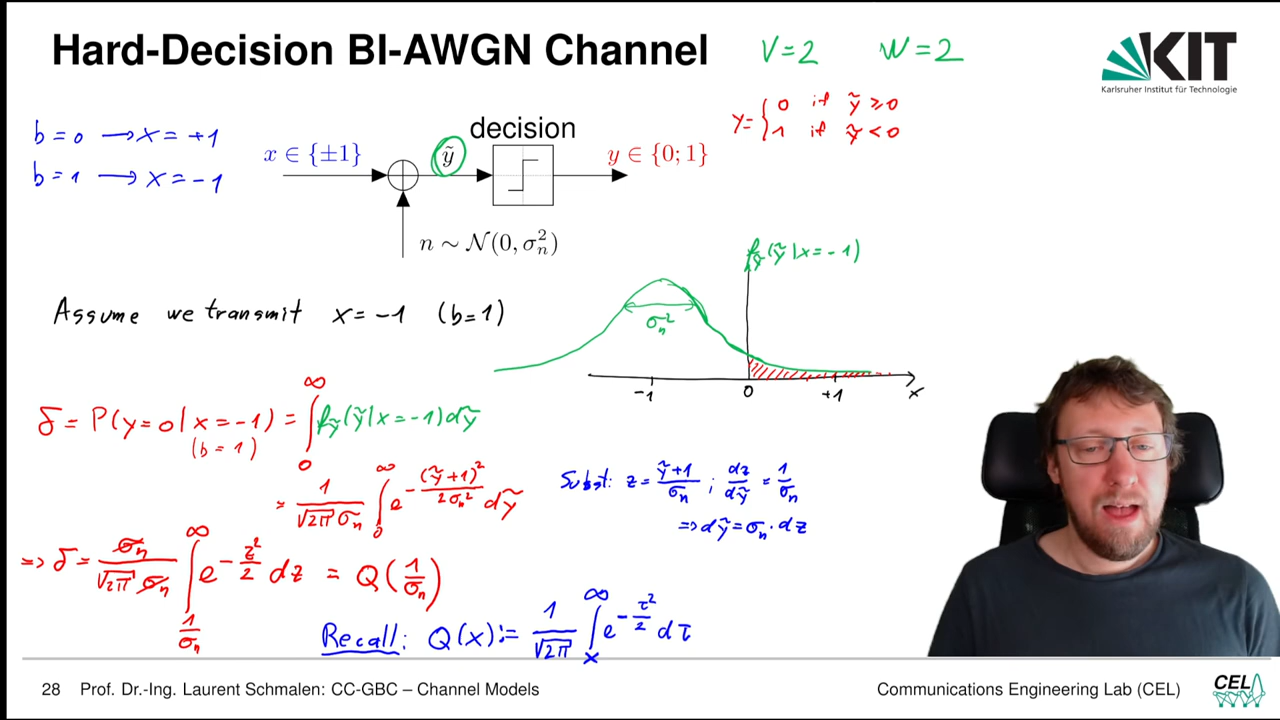 Hard-Decision BI-AWGN Channel
V=2 W=2
KIT
Karlsruher Institut für Technologie
b=0 → x=+1
b=1 → x=-1
x ∈ {±1}
ỹ
decision
y ∈ {0; 1}
n ~ N(0, σₙ²)
y = { 0 if ỹ ≥ 0
1 if ỹ < 0
Assume we transmit x=-1 (b=1)
f_ỹ(ỹ|x=-1)
σₙ²
-1 0 +1 x
δ = P(y=0|x=-1) = ∫₀^∞ f_ỹ(ỹ|x=-1)dỹ
(b=1)
= 1/(√2π σₙ) ∫₀^∞ e^(-(ỹ+1)²/(2σₙ²)) dỹ
Subst: z = (ỹ+1)/σₙ ; dz/dỹ = 1/σₙ
=> dỹ = σₙ · dz
=> δ = σₙ/(√2π σₙ) ∫_(1/σₙ)^∞ e^(-z²/2) dz = Q(1/σₙ)
Recall: Q(x) := 1/√2π ∫ₓ^∞ e^(-τ²/2) dτ
28 Prof. Dr.-Ing. Laurent Schmalen: CC-GBC – Channel Models
Communications Engineering Lab (CEL)
CEL